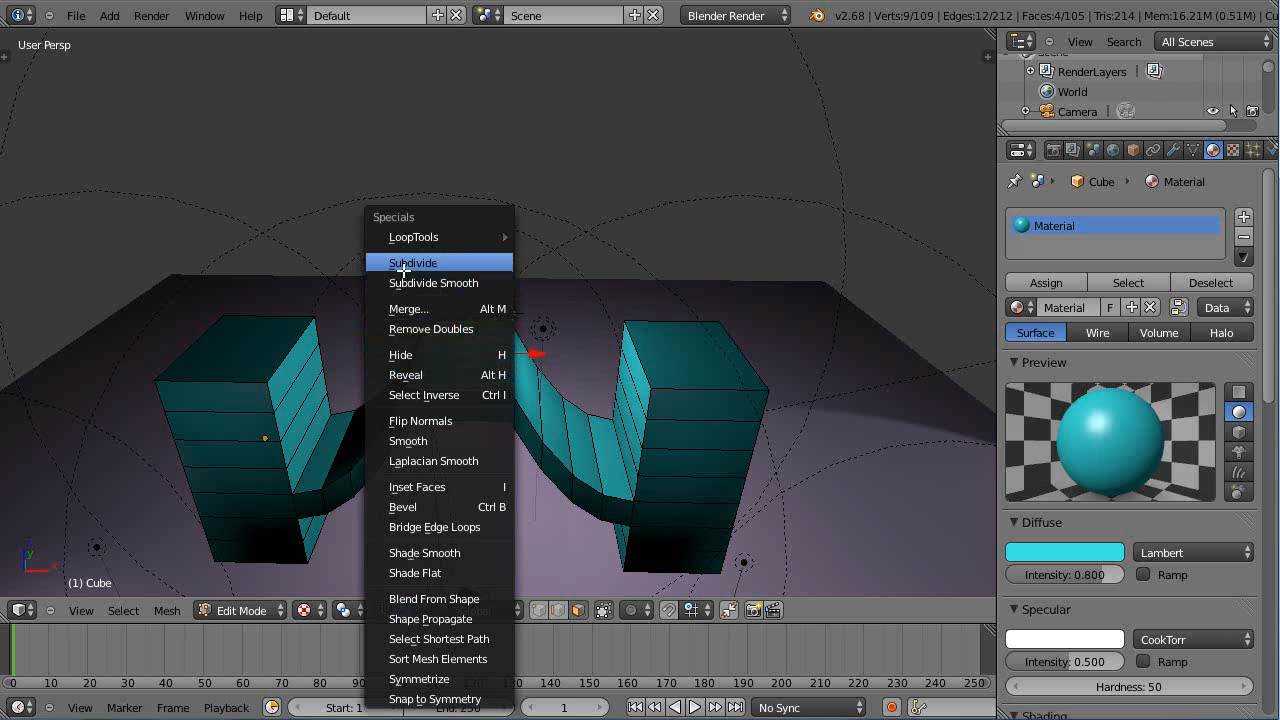 File Add Render Window Help Default Scene Blender Render v2.68 | Verts:9/109 | Edges:12/212 | Faces:4/105 | Tris:214 | Mem:16.21M (0.51M) | Cu
User Persp
View Search All Scenes
RenderLayers
World
Camera
Cube Material
Material
Specials
LoopTools
Subdivide
Subdivide Smooth
Merge... Alt M
Remove Doubles
Hide H
Reveal Alt H
Select Inverse Ctrl I
Flip Normals
Smooth
Laplacian Smooth
Inset Faces I
Bevel Ctrl B
Bridge Edge Loops
Shade Smooth
Shade Flat
Blend From Shape
Shape Propagate
Select Shortest Path
Sort Mesh Elements
Symmetrize
Snap to Symmetry
Assign Select Deselect
Material F Data
Surface Wire Volume Halo
Preview
Diffuse
Lambert
Intensity: 0.800 Ramp
Specular
CookTorr
Intensity: 0.500 Ramp
Hardness: 50
Shading
y
x
(1) Cube
View Select Mesh Edit Mode Global
0 10 20 30 40 50 60 70 80 90 130 140 150 160 170 180 190 200 210 220 230 240 250
View Marker Frame Playback Start: 1 End: 250 1 No Sync